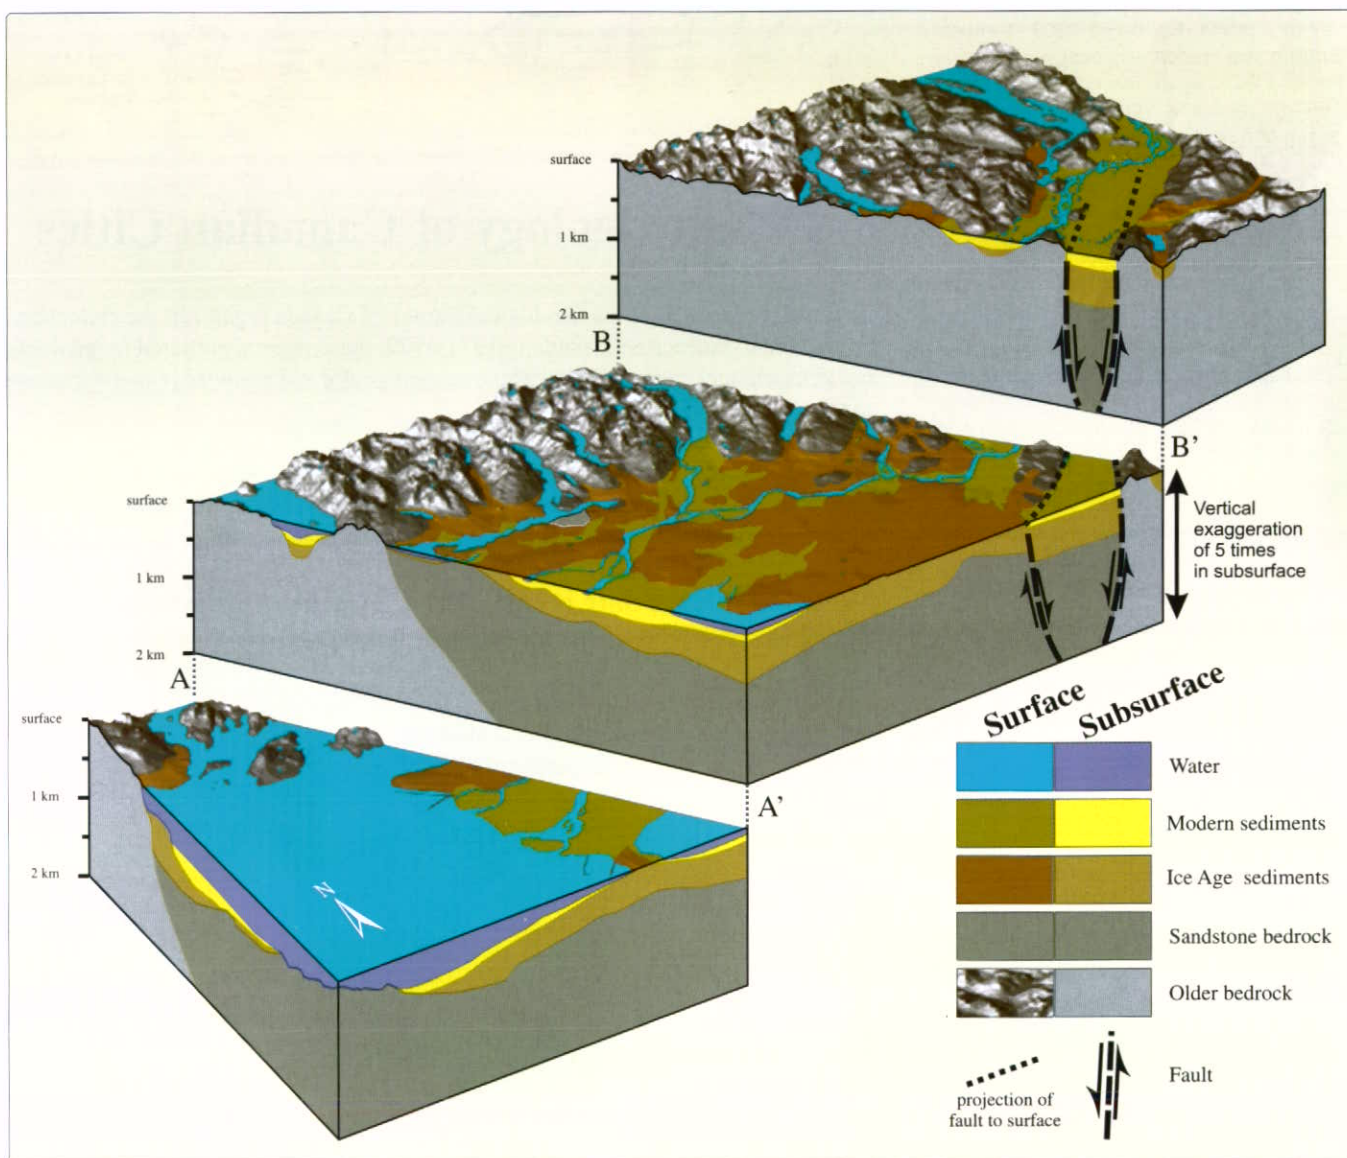 surface
1 km
2 km
B
B'
surface
1 km
2 km
A
Vertical
exaggeration
of 5 times
in subsurface
surface
1 km
2 km
A'
N
Surface
Subsurface
Water
Modern sediments
Ice Age sediments
Sandstone bedrock
Older bedrock
Fault
projection of
fault to surface